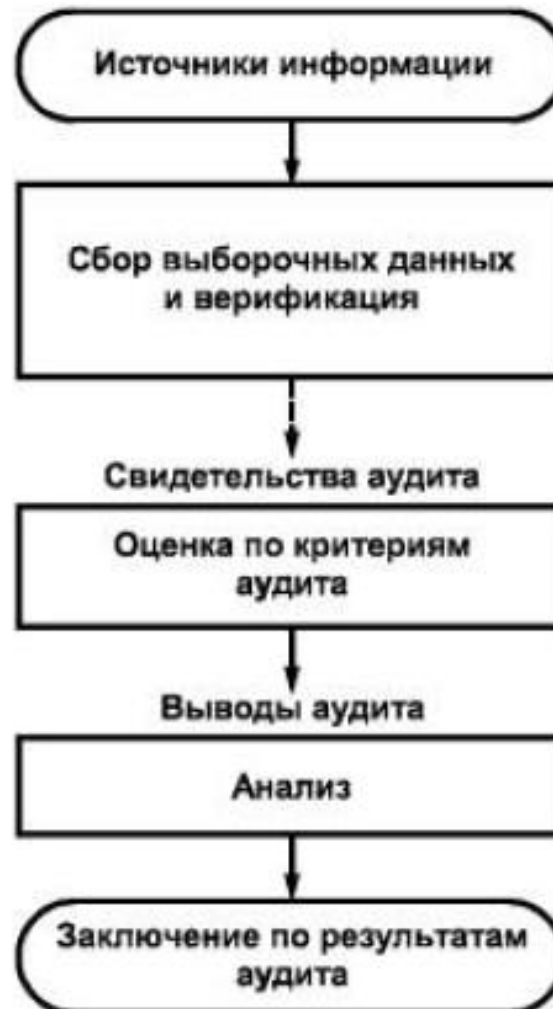 Источники информации
Сбор выборочных данных
и верификация
Свидетельства аудита
Оценка по критериям
аудита
Выводы аудита
Анализ
Заключение по результатам
аудита